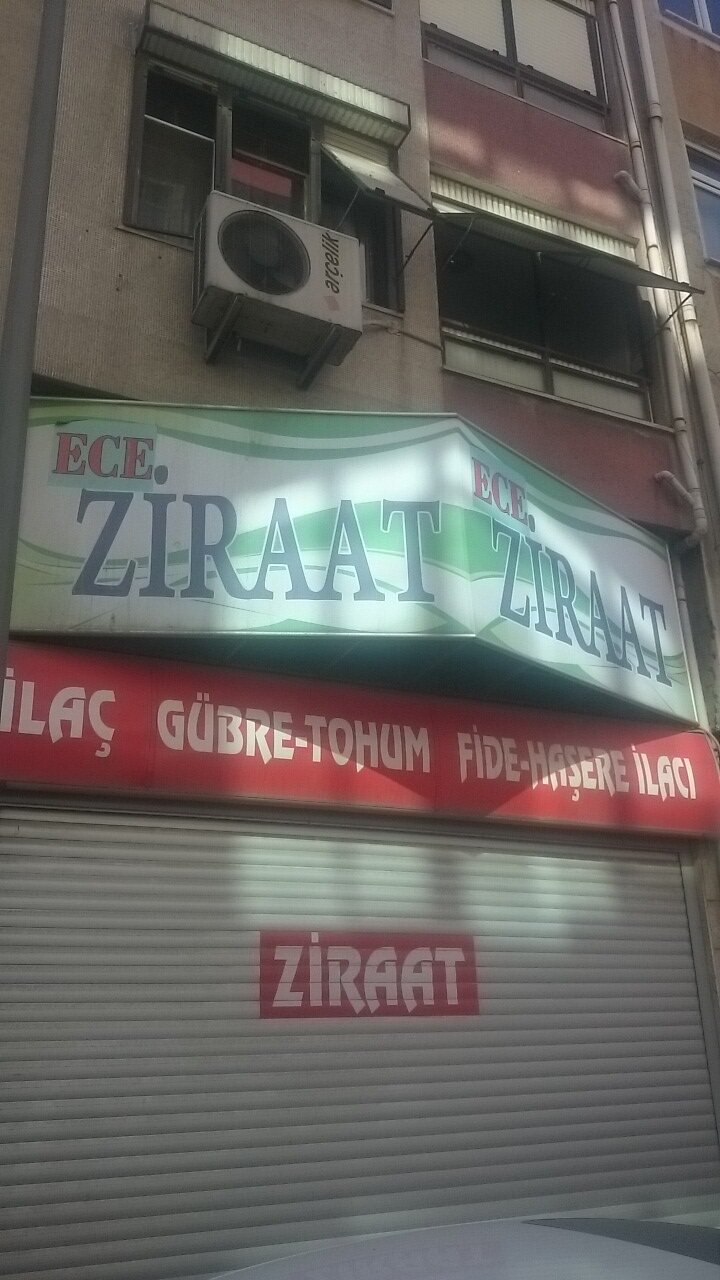 arçelik
ECE
ZİRAAT
ECE
ZİRAAT
İLAÇ GÜBRE-TOHUM FİDE-HAŞERE İLACI
ZİRAAT